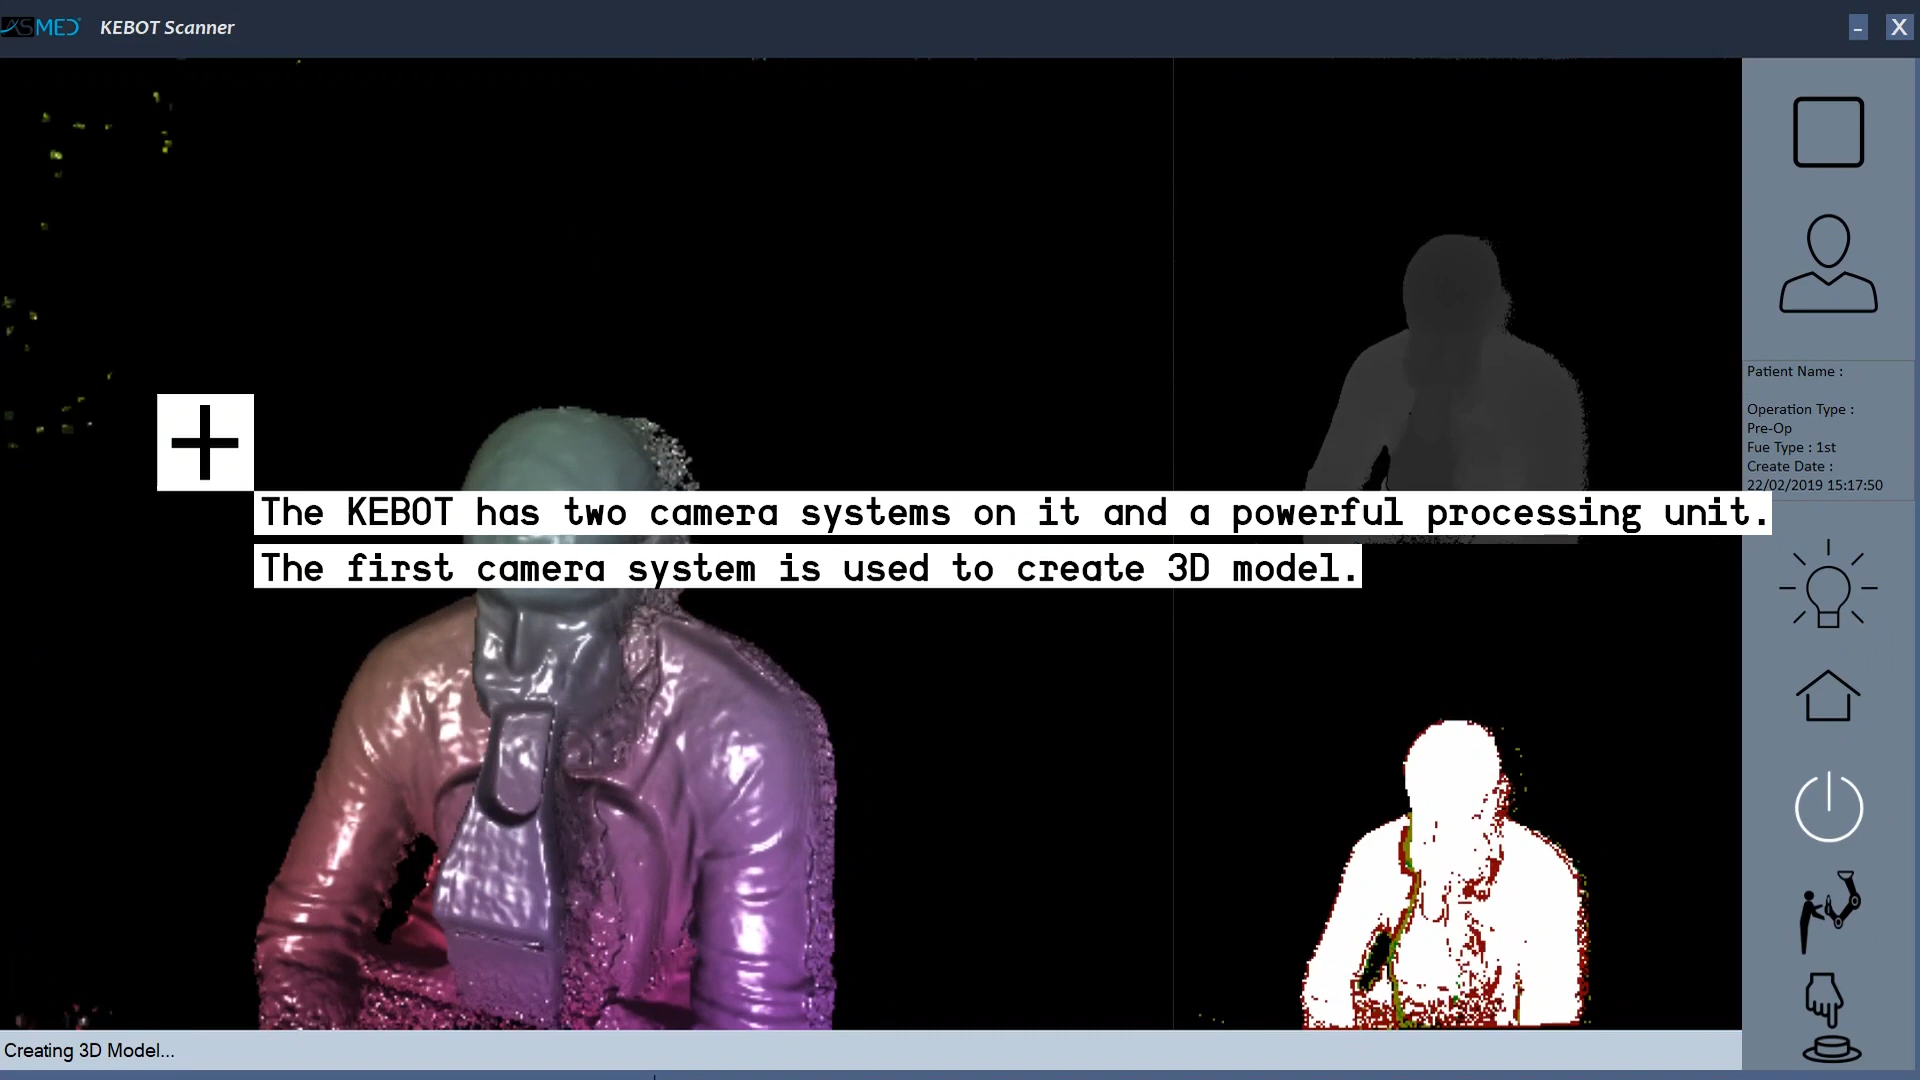 ASMED
KEBOT Scanner
- X
Patient Name :
Operation Type :
Pre-Op
Fue Type : 1st
Create Date :
22/02/2019 15:17:50
The KEBOT has two camera systems on it and a powerful processing unit.
The first camera system is used to create 3D model.
Creating 3D Model...